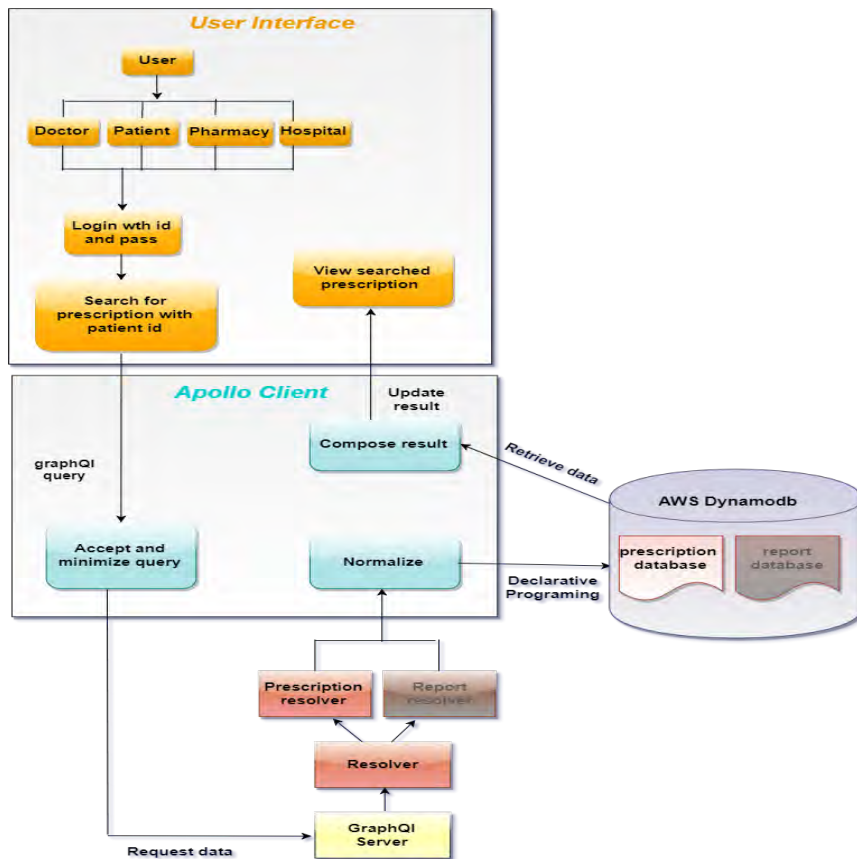 User Interface
User
Doctor
Patient
Pharmacy
Hospital
Login wth id
and pass
Search for
prescription with
patient id
View searched
prescription
Apollo Client
Update
result
Compose result
graphQl
query
Accept and
minimize query
Normalize
Retrieve data
AWS Dynamodb
prescription
database
report
database
Declarative
Programing
Prescription
resolver
Report
resolver
Resolver
GraphQl
Server
Request data